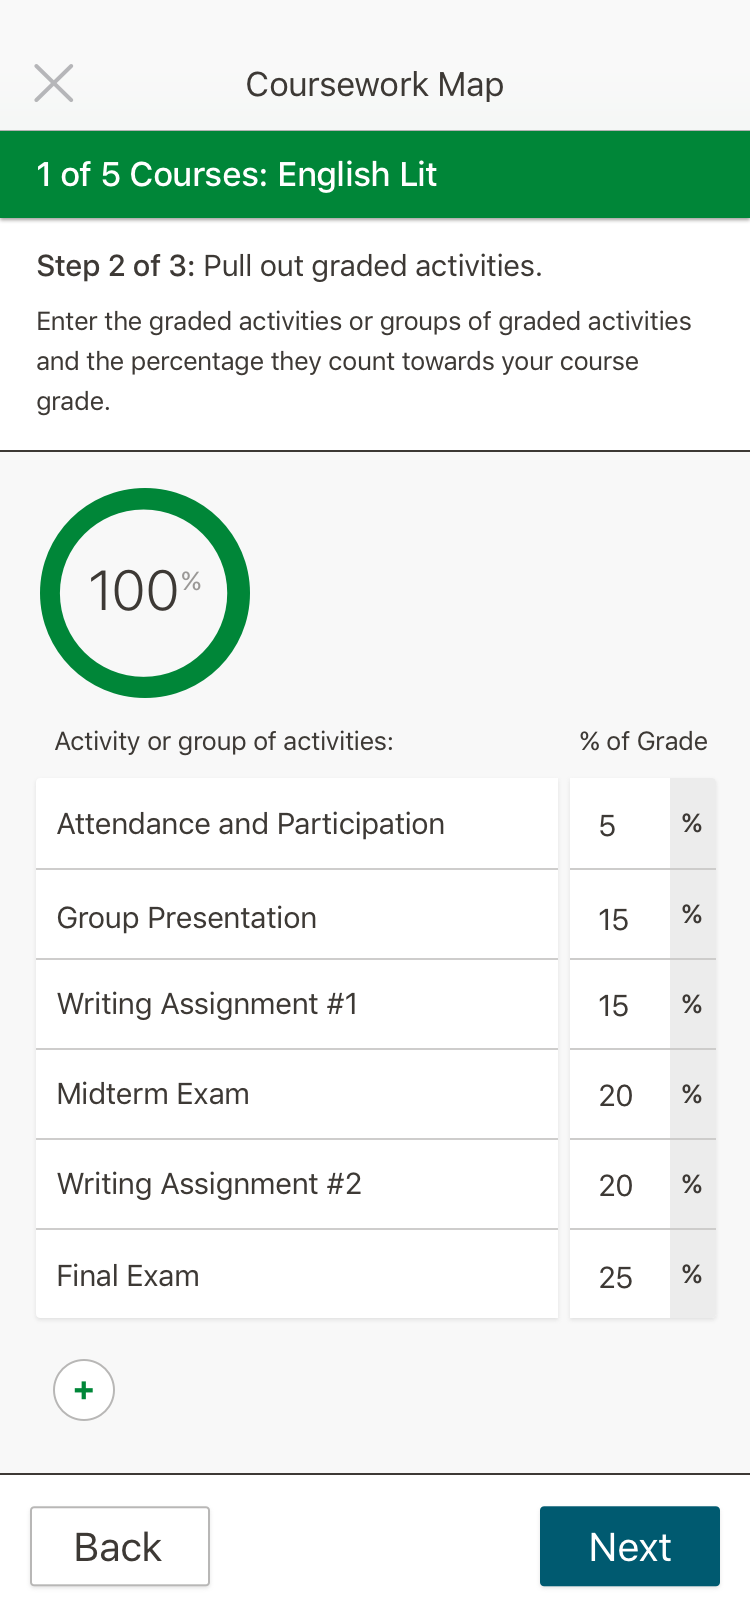 Coursework Map
1 of 5 Courses: English Lit
Step 2 of 3: Pull out graded activities.
Enter the graded activities or groups of graded activities
and the percentage they count towards your course
grade.
100%
Activity or group of activities: % of Grade
Attendance and Participation 5 %
Group Presentation 15 %
Writing Assignment #1 15 %
Midterm Exam 20 %
Writing Assignment #2 20 %
Final Exam 25 %
+
Back Next